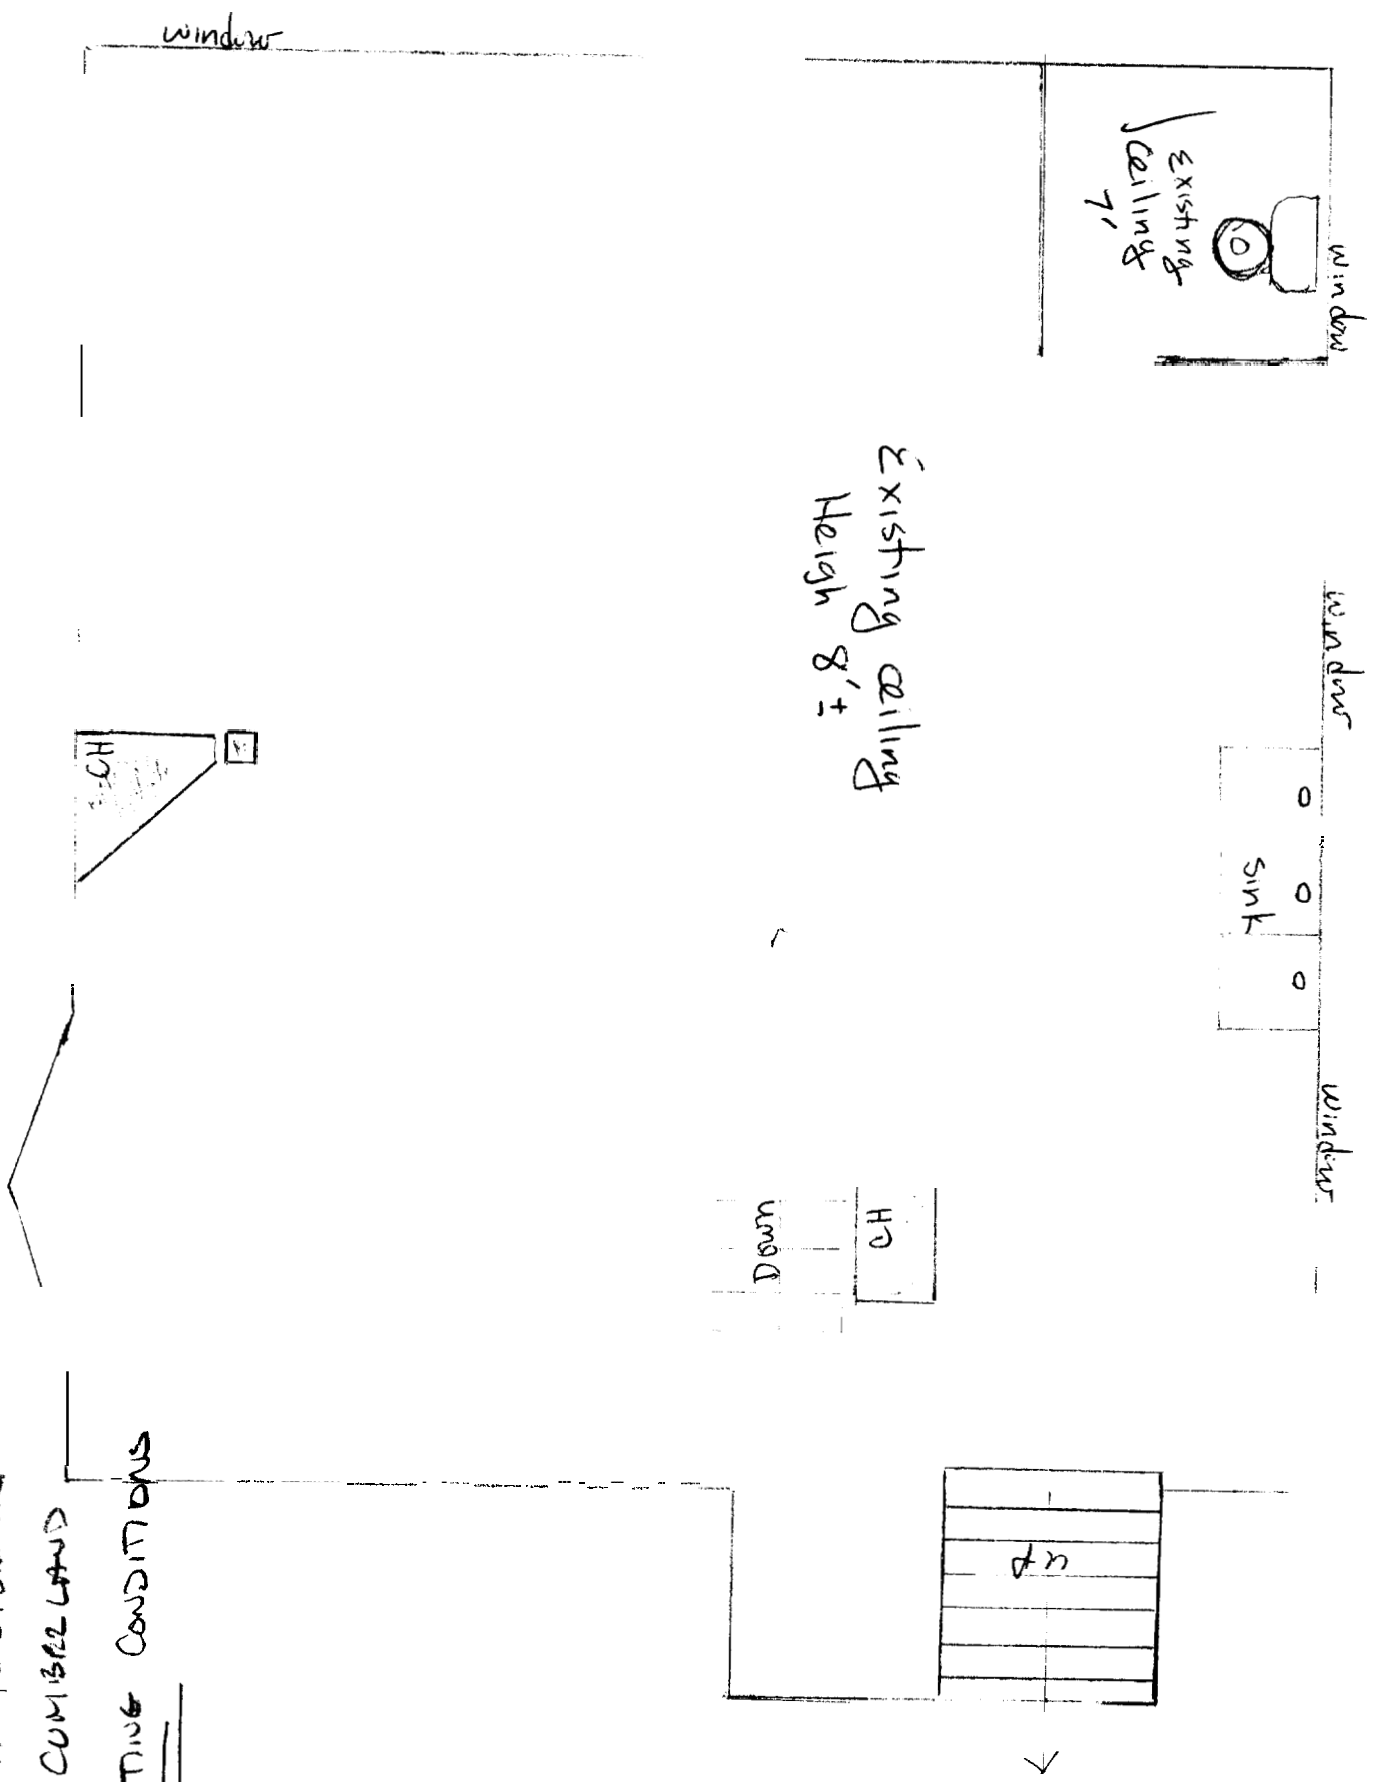 window
Existing
Ceiling
7'
window
Existing ceiling
Heigh 8'±
window
CH
sink
window
Down
CH
up
CUMBERLAND
TING CONDITIONS